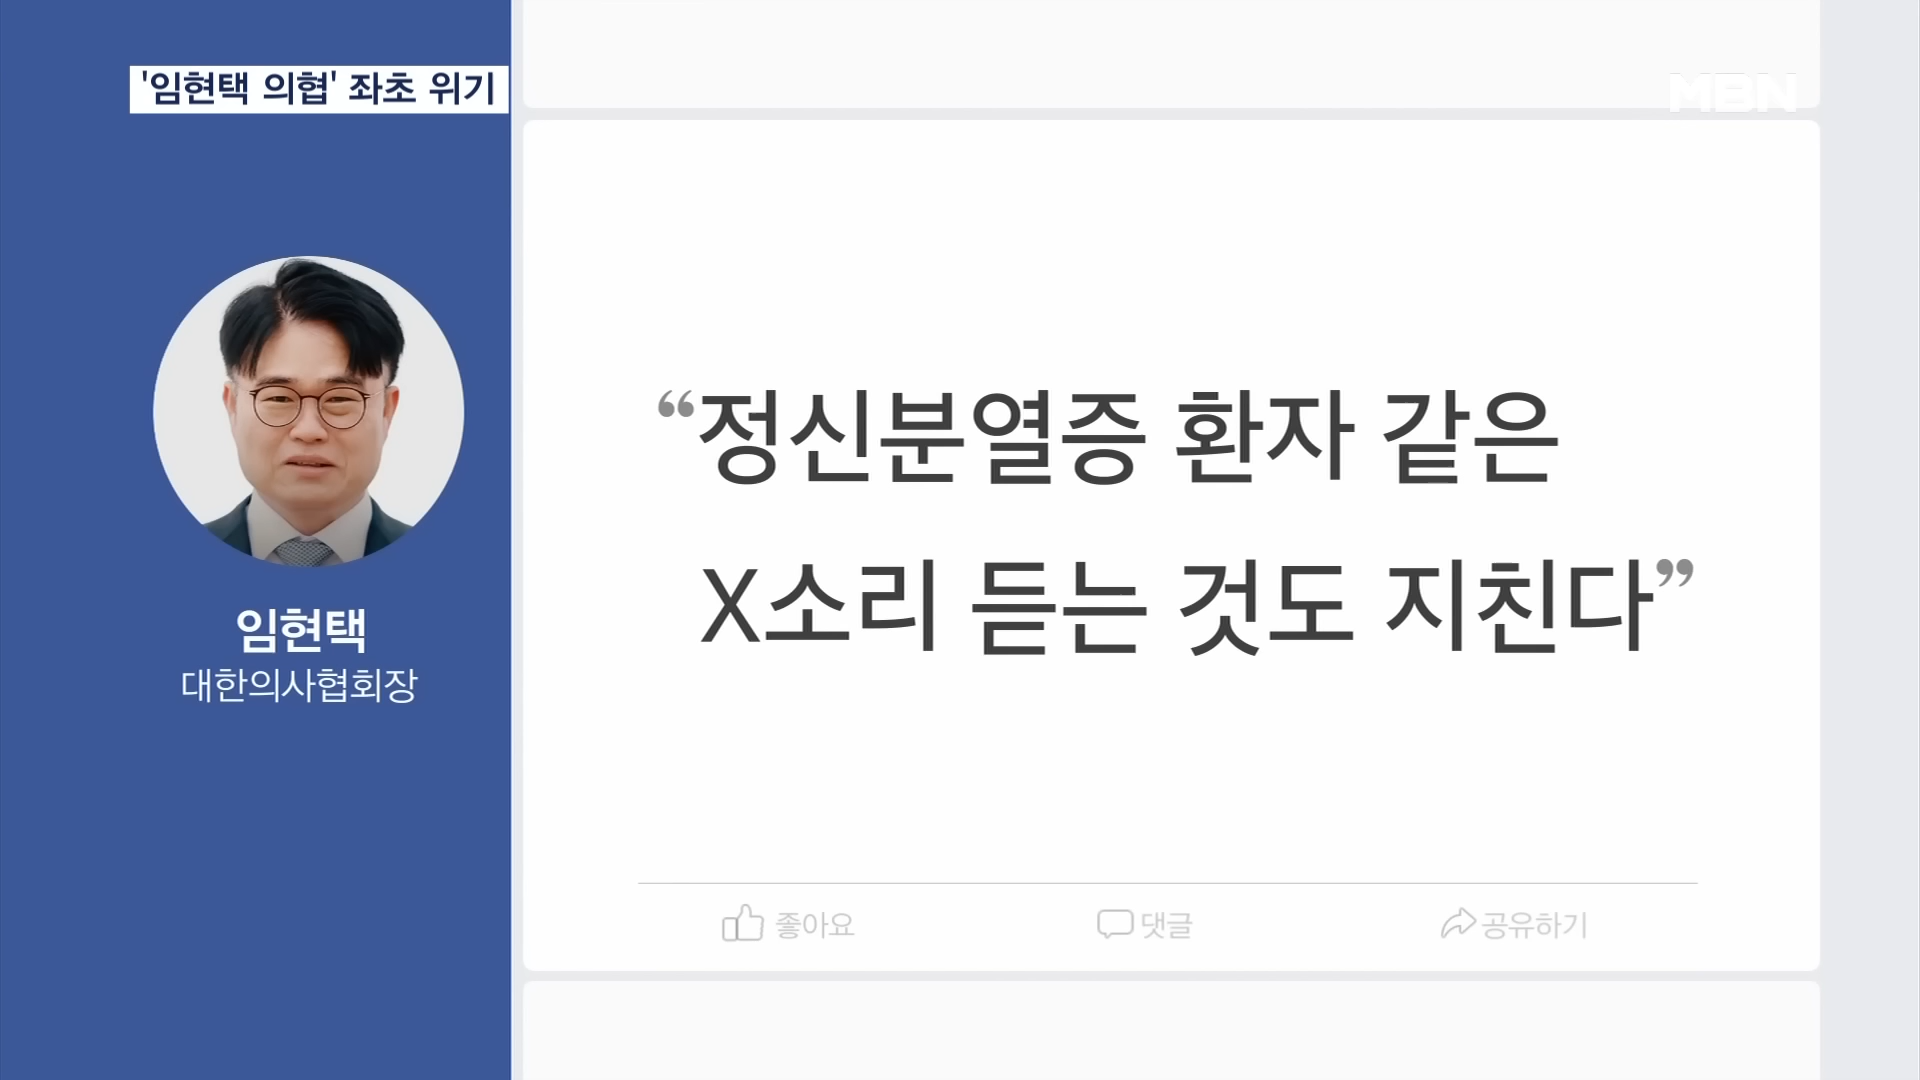 '임현택 의협' 좌초 위기
MBN
임현택
대한의사협회장
“정신분열증 환자 같은
X소리 듣는 것도 지친다”
좋아요
댓글
공유하기